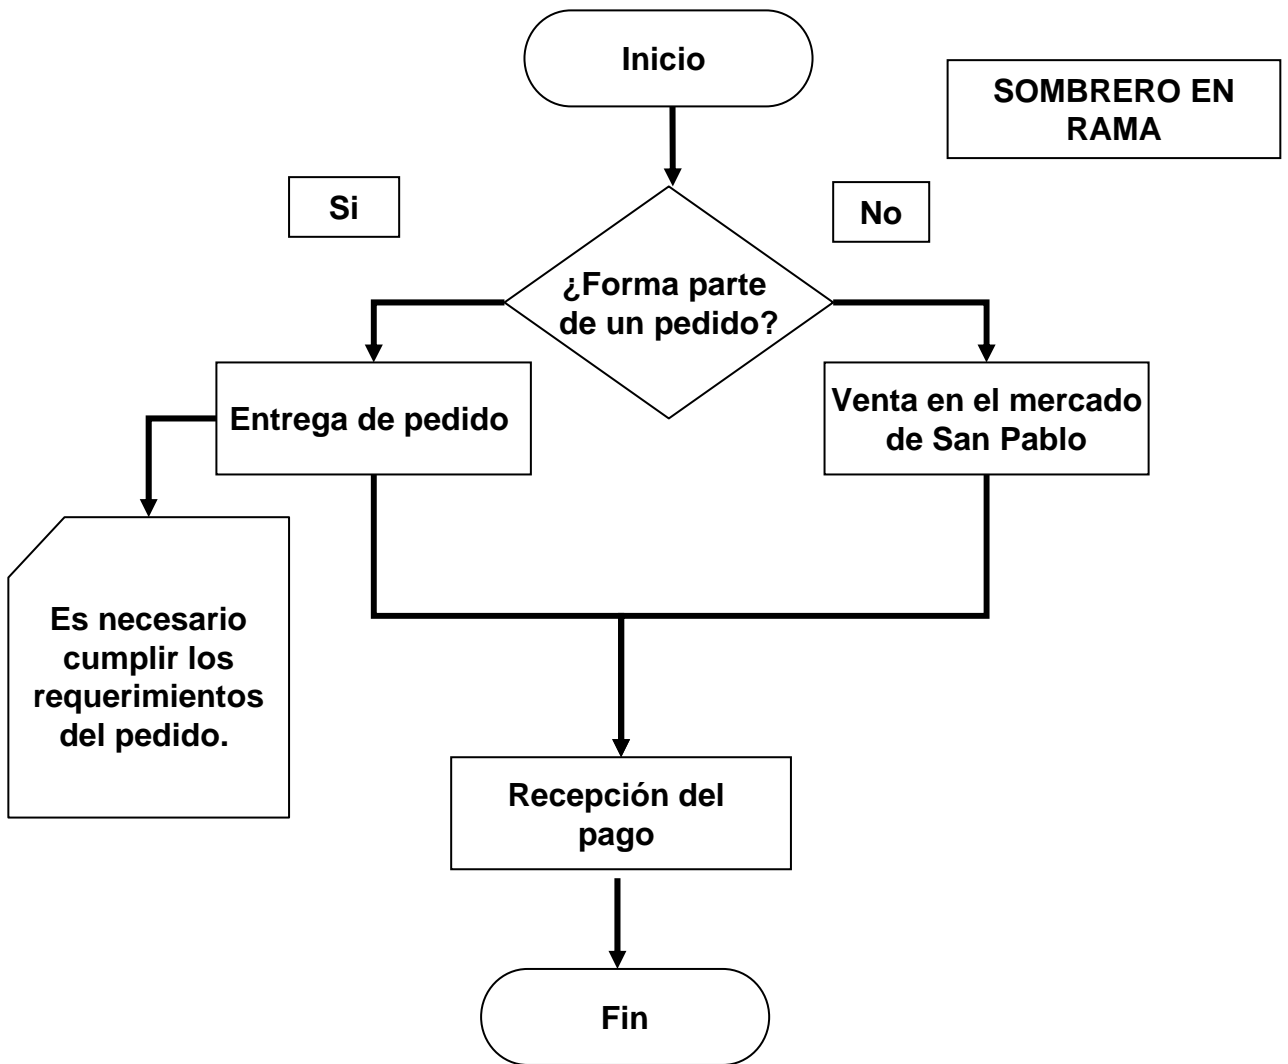 Inicio
SOMBRERO EN
RAMA
Si
No
¿Forma parte
de un pedido?
Entrega de pedido
Venta en el mercado
de San Pablo
Es necesario
cumplir los
requerimientos
del pedido.
Recepción del
pago
Fin